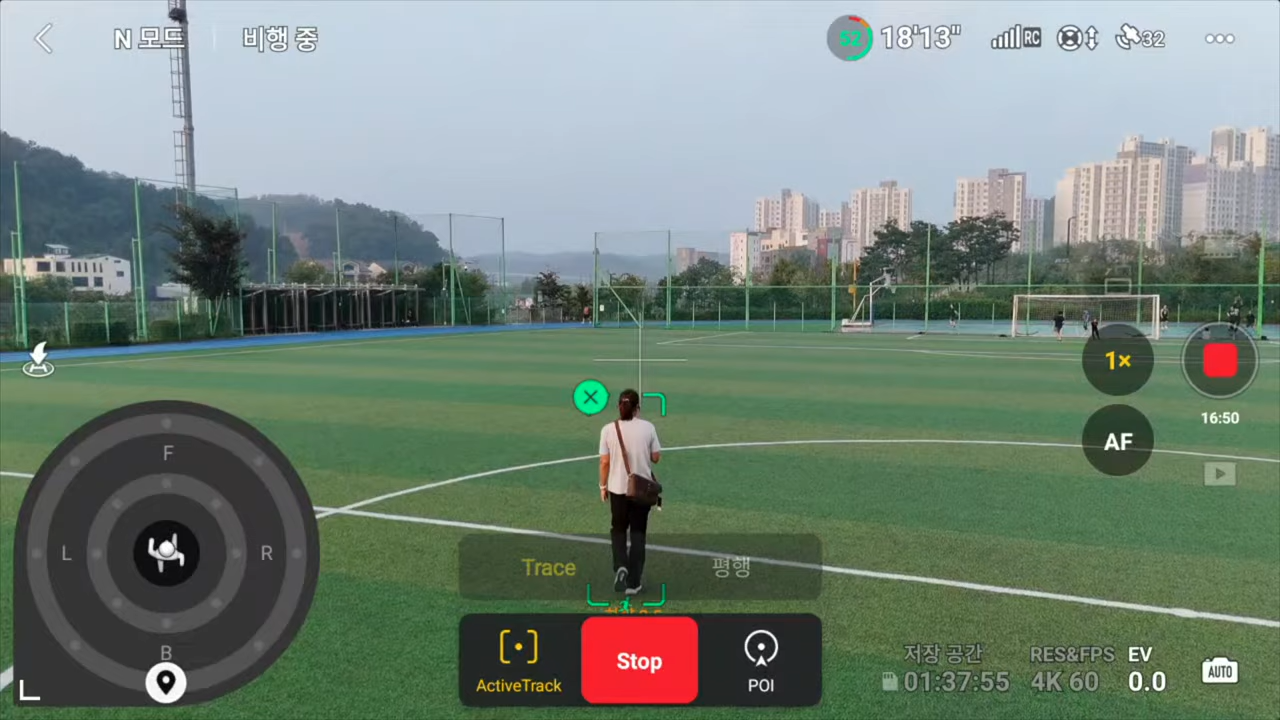 N 모드
비행 중
52
18'13"
RC
32
1×
16:50
AF
F
L
R
B
Trace
평행
ActiveTrack
Stop
POI
저장 공간
RES&FPS
EV
01:37:55
4K 60
0.0
AUTO